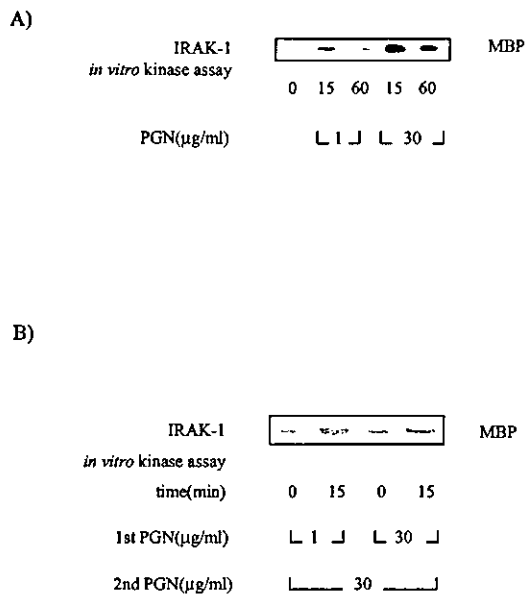 A)
IRAK-1 MBP
in vitro kinase assay
0 15 60 15 60
PGN(µg/ml) 1 30
B)
IRAK-1 MBP
in vitro kinase assay
time(min) 0 15 0 15
1st PGN(µg/ml) 1 30
2nd PGN(µg/ml) 30